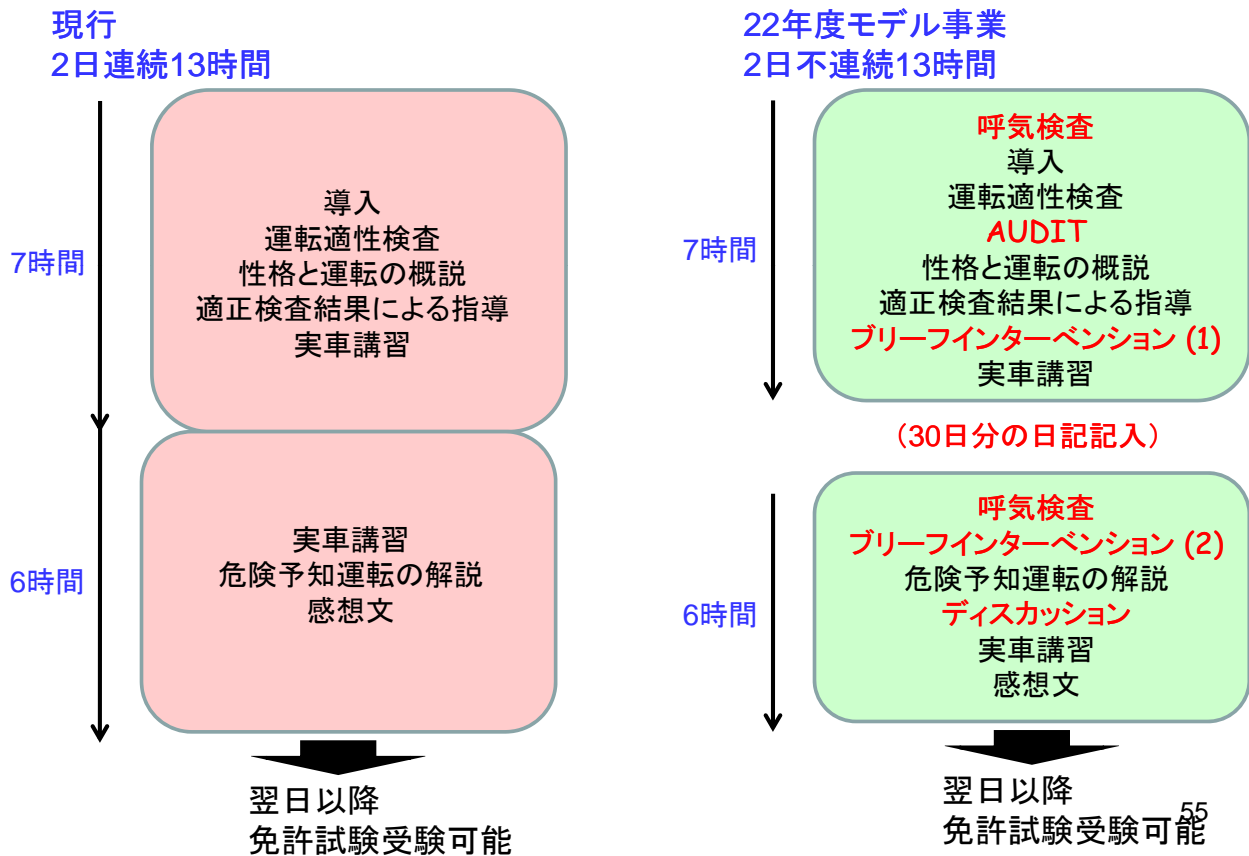 現行
2日連続13時間
7時間
導入
運転適性検査
性格と運転の概説
適正検査結果による指導
実車講習
6時間
実車講習
危険予知運転の解説
感想文
翌日以降
免許試験受験可能
22年度モデル事業
2日不連続13時間
7時間
呼気検査
導入
運転適性検査
AUDIT
性格と運転の概説
適正検査結果による指導
ブリーフインターベンション (1)
実車講習
（30日分の日記記入）
6時間
呼気検査
ブリーフインターベンション (2)
危険予知運転の解説
ディスカッション
実車講習
感想文
翌日以降
免許試験受験可能
55